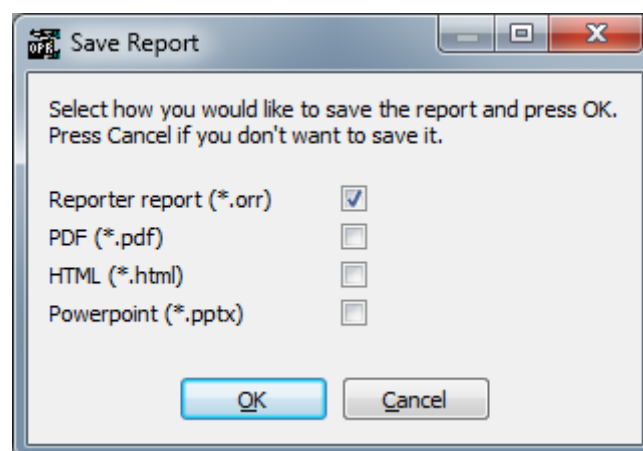 Save Report
Select how you would like to save the report and press OK.
Press Cancel if you don't want to save it.
Reporter report (*.orr)
PDF (*.pdf)
HTML (*.html)
Powerpoint (*.pptx)
OK
Cancel